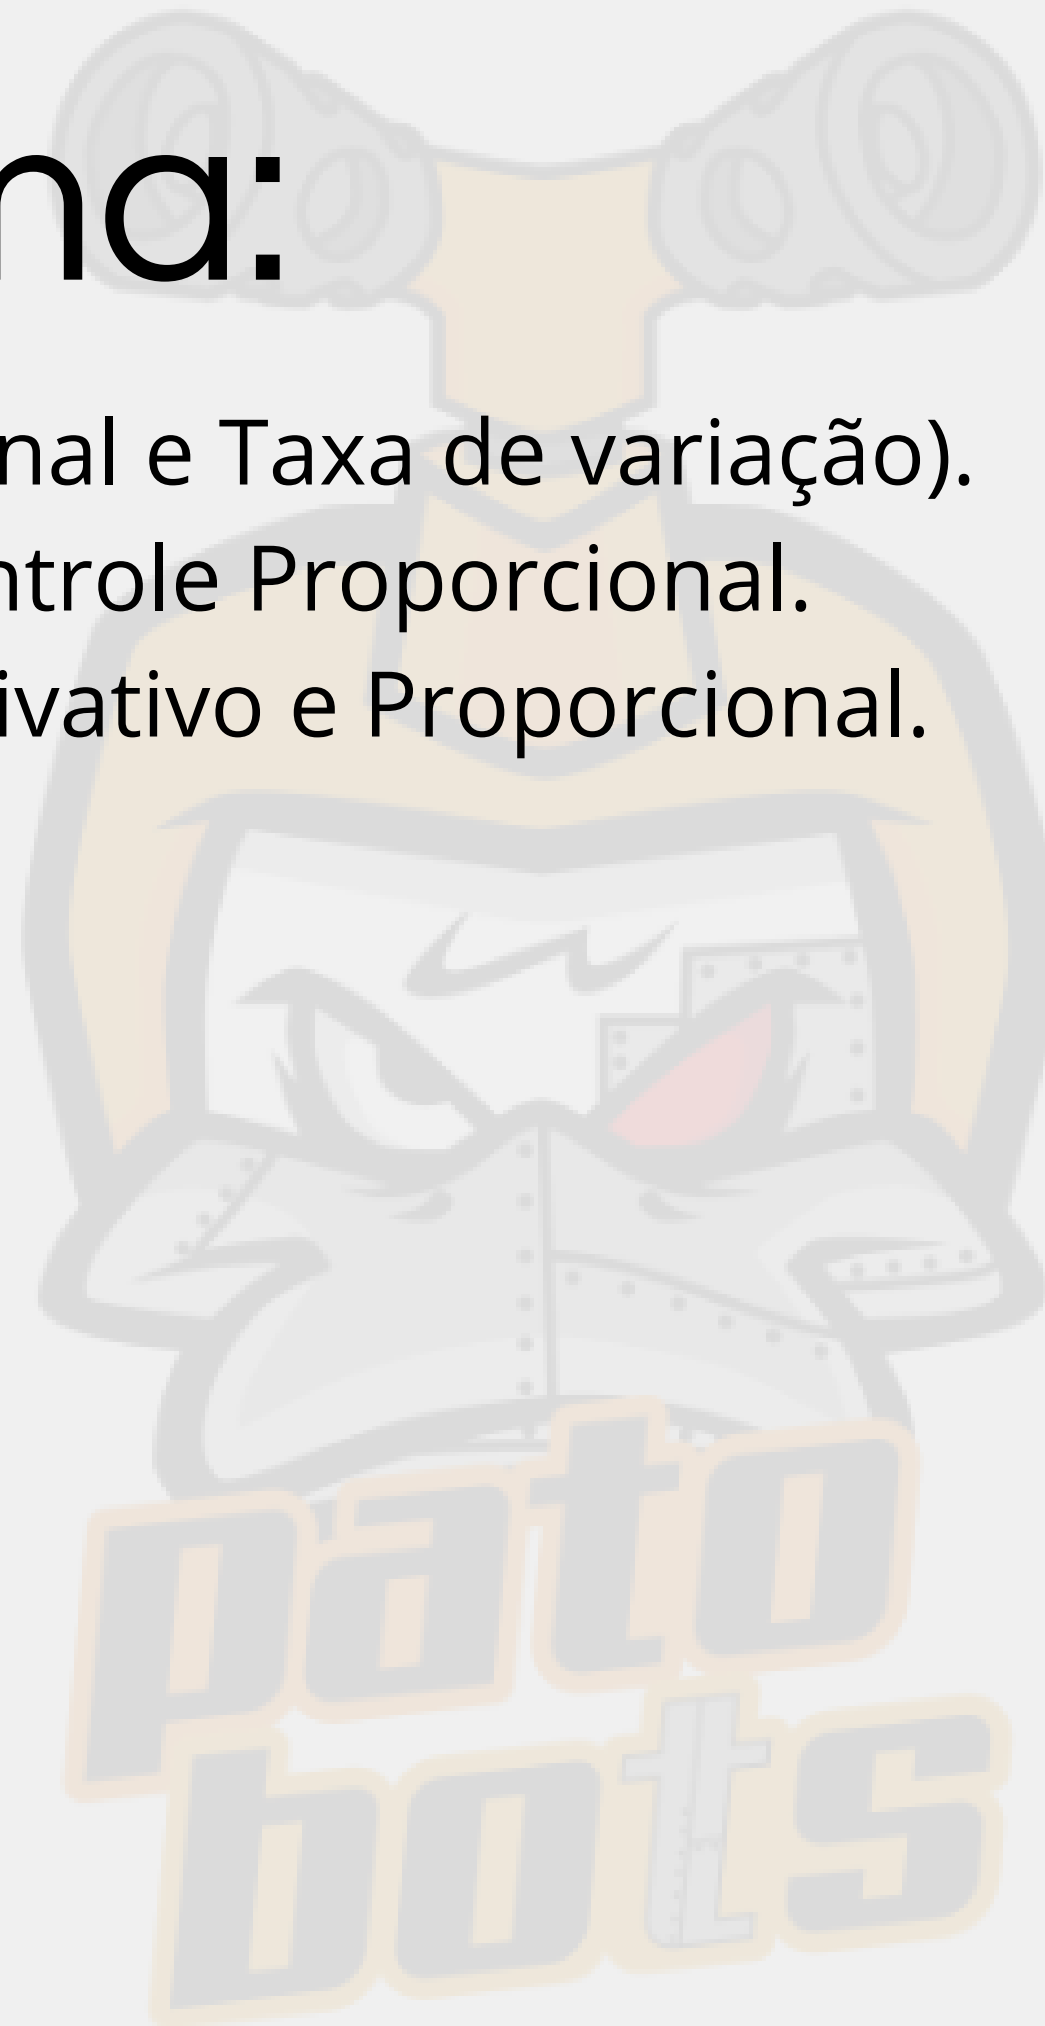 na:
nal e Taxa de variação).
ntrole Proporcional.
ivativo e Proporcional.
pato
bots